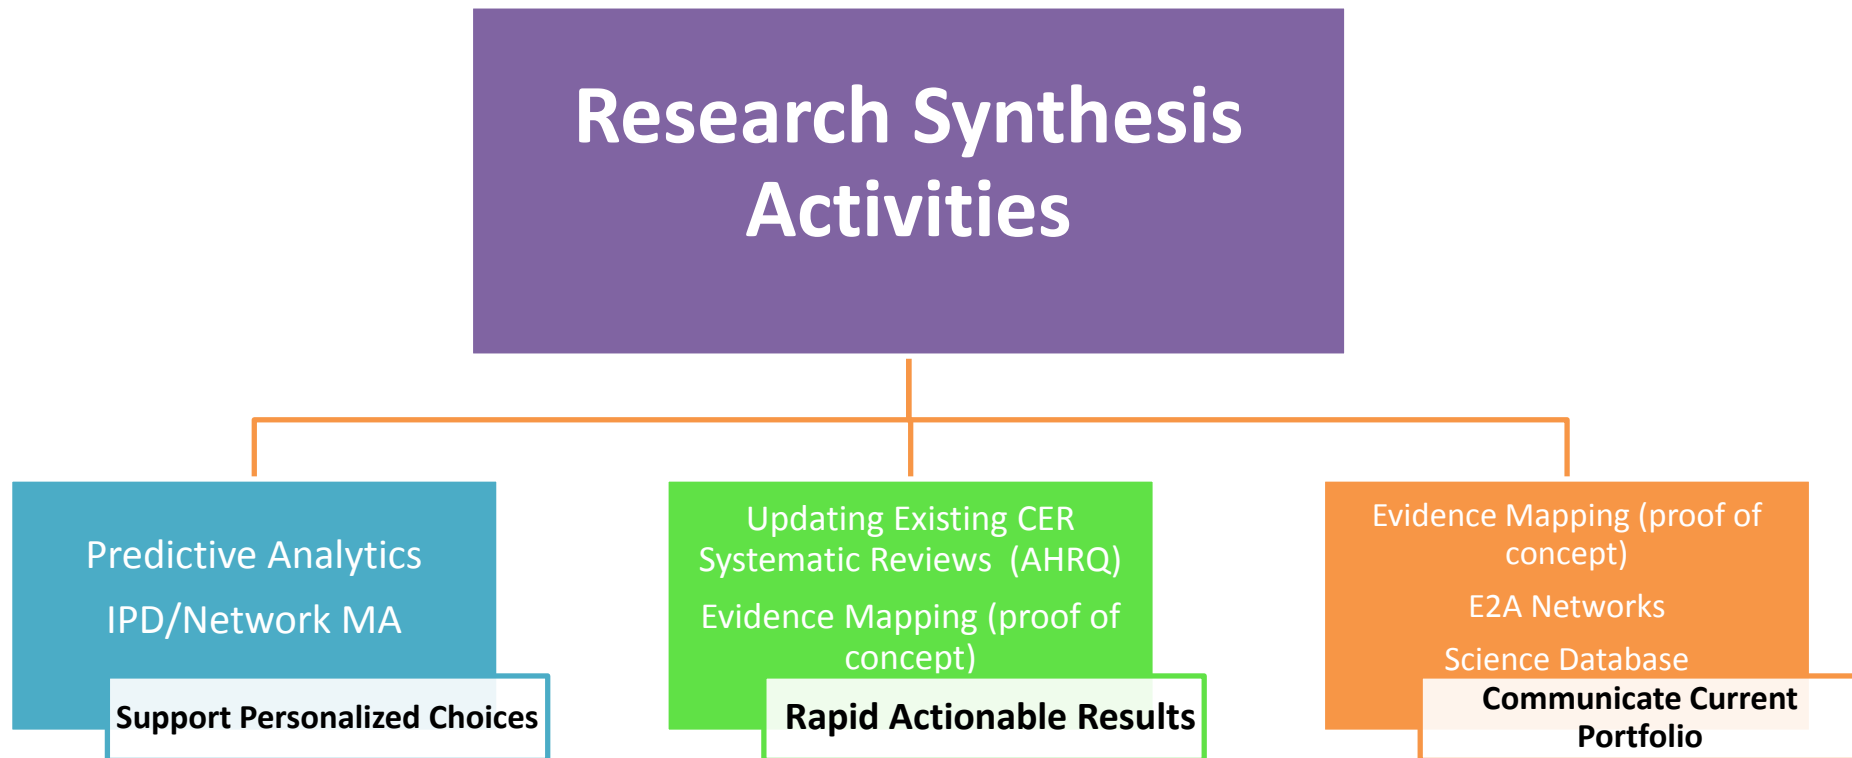 Research Synthesis
Activities
Predictive Analytics
IPD/Network MA
Support Personalized Choices
Updating Existing CER
Systematic Reviews (AHRQ)
Evidence Mapping (proof of
concept)
Rapid Actionable Results
Evidence Mapping (proof of
concept)
E2A Networks
Science Database
Communicate Current
Portfolio